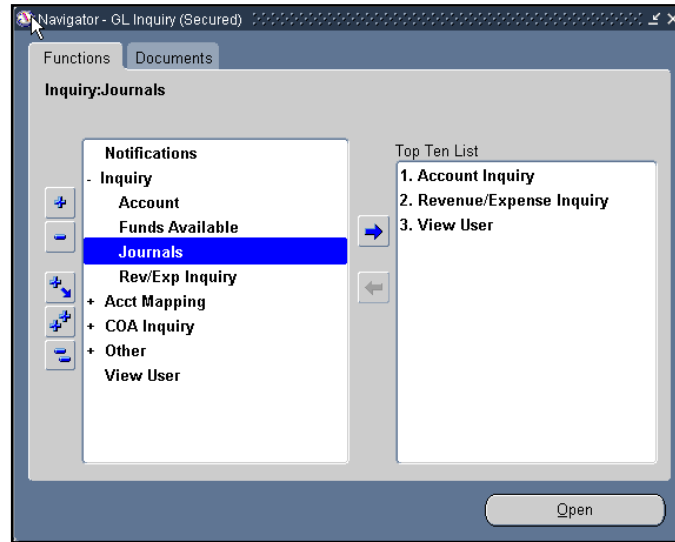 Navigator - GL Inquiry (Secured)
Functions
Documents
Inquiry:Journals
Notifications
- Inquiry
Account
Funds Available
Journals
Rev/Exp Inquiry
+ Acct Mapping
+ COA Inquiry
+ Other
View User
Top Ten List
1. Account Inquiry
2. Revenue/Expense Inquiry
3. View User
Open